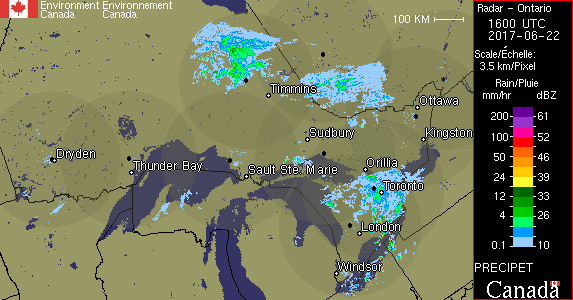 Environment Environnement
Canada Canada
100 KM
Timmins
Ottawa
Sudbury
Kingston
Dryden
Thunder Bay
Sault Ste. Marie
Orillia
Toronto
London
Windsor
Radar - Ontario
1600 UTC
2017-06-22
Scale/Échelle:
3.5 km/Pixel
Rain/Pluie
mm/hr dBZ
200 61
100 52
50 46
24 39
12 33
4 26
0.1 10
PRECIPET
Canada